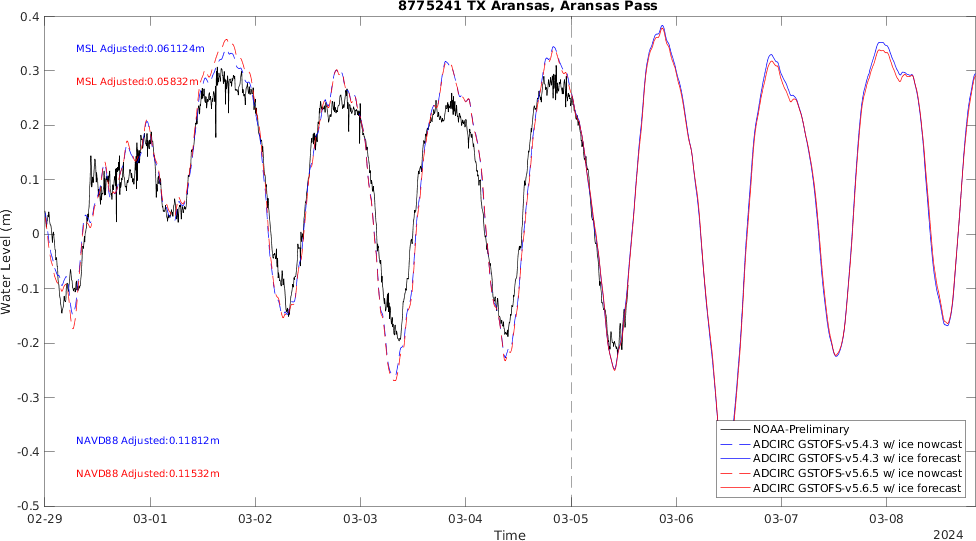 8775241 TX Aransas, Aransas Pass
MSL Adjusted:0.061124m
MSL Adjusted:0.05832m
NAVD88 Adjusted:0.11812m
NAVD88 Adjusted:0.11532m
Water Level (m)
0.4
0.3
0.2
0.1
0
-0.1
-0.2
-0.3
-0.4
-0.5
NOAA-Preliminary
ADCIRC GSTOFS-v5.4.3 w/ ice nowcast
ADCIRC GSTOFS-v5.4.3 w/ ice forecast
ADCIRC GSTOFS-v5.6.5 w/ ice nowcast
ADCIRC GSTOFS-v5.6.5 w/ ice forecast
02-29 03-01 03-02 03-03 03-04 03-05 03-06 03-07 03-08
Time
2024